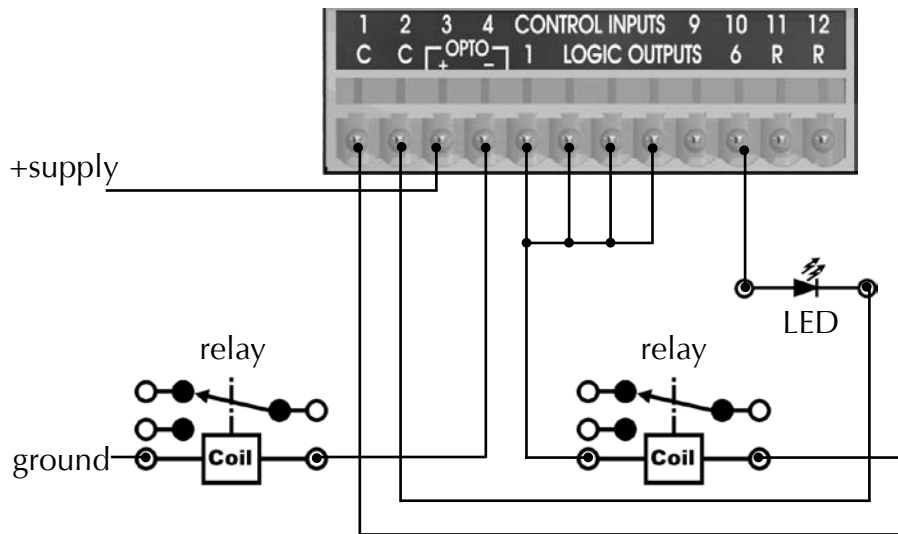 1 2 3 4 CONTROL INPUTS 9 10 11 12
C C OPTO 1 LOGIC OUTPUTS 6 R R
+ −
+supply
LED
relay relay
ground Coil Coil